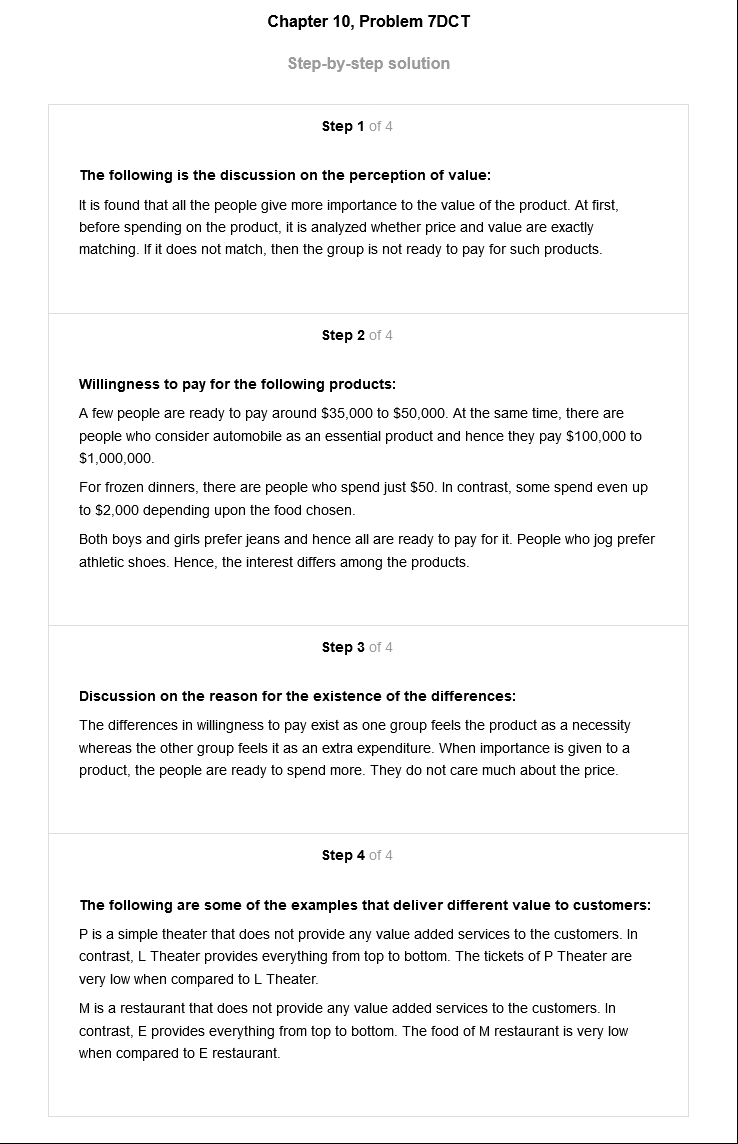 Chapter 10, Problem 7DCT
Step-by-step solution
Step 1 of 4
The following is the discussion on the perception of value:
It is found that all the people give more importance to the value of the product. At first,
before spending on the product, it is analyzed whether price and value are exactly
matching. If it does not match, then the group is not ready to pay for such products.
Step 2 of 4
Willingness to pay for the following products:
A few people are ready to pay around $35,000 to $50,000. At the same time, there are
people who consider automobile as an essential product and hence they pay $100,000 to
$1,000,000.
For frozen dinners, there are people who spend just $50. In contrast, some spend even up
to $2,000 depending upon the food chosen.
Both boys and girls prefer jeans and hence all are ready to pay for it. People who jog prefer
athletic shoes. Hence, the interest differs among the products.
Step 3 of 4
Discussion on the reason for the existence of the differences:
The differences in willingness to pay exist as one group feels the product as a necessity
whereas the other group feels it as an extra expenditure. When importance is given to a
product, the people are ready to spend more. They do not care much about the price.
Step 4 of 4
The following are some of the examples that deliver different value to customers:
P is a simple theater that does not provide any value added services to the customers. In
contrast, L Theater provides everything from top to bottom. The tickets of P Theater are
very low when compared to L Theater.
M is a restaurant that does not provide any value added services to the customers. In
contrast, E provides everything from top to bottom. The food of M restaurant is very low
when compared to E restaurant.